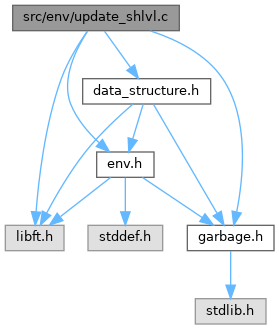 src/env/update_shlvl.c
data_structure.h
env.h
libft.h
stddef.h
garbage.h
stdlib.h